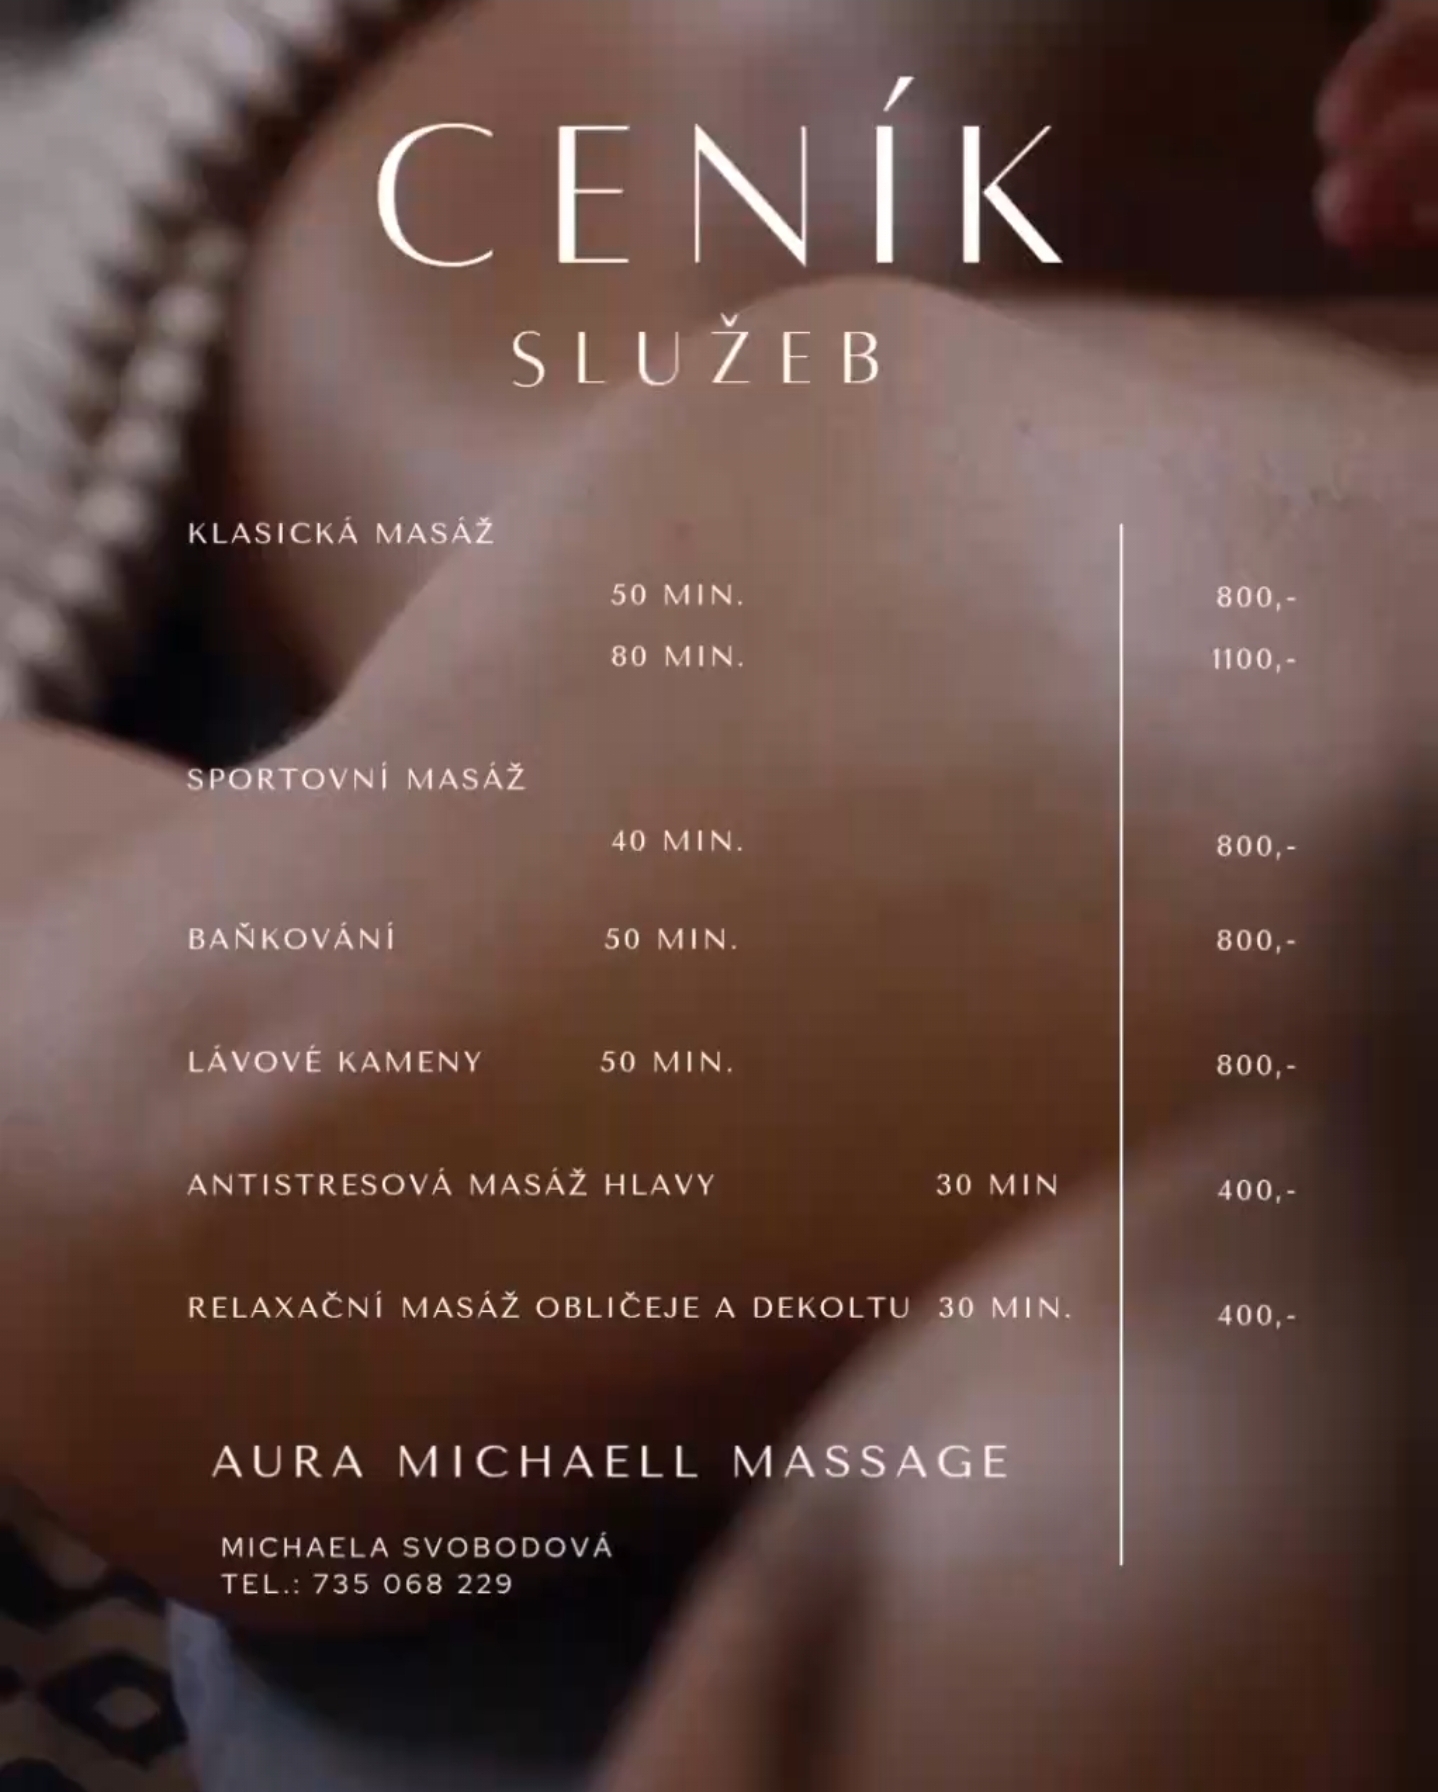 CENÍK
SLUŽEB
KLASICKÁ MASÁŽ
50 MIN. 800,-
80 MIN. 1100,-
SPORTOVNÍ MASÁŽ
40 MIN. 800,-
BAŇKOVÁNÍ 50 MIN. 800,-
LÁVOVÉ KAMENY 50 MIN. 800,-
ANTISTRESOVÁ MASÁŽ HLAVY 30 MIN 400,-
RELAXAČNÍ MASÁŽ OBLIČEJE A DEKOLTU 30 MIN. 400,-
AURA MICHAELL MASSAGE
MICHAELA SVOBODOVÁ
TEL.: 735 068 229